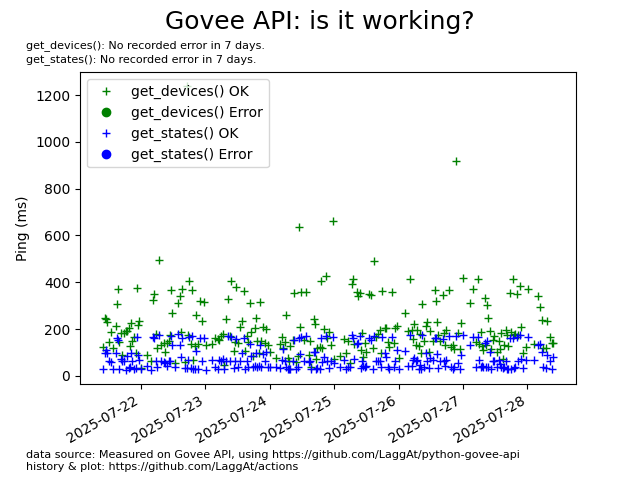 Govee API: is it working?
get_devices(): No recorded error in 7 days.
get_states(): No recorded error in 7 days.
get_devices() OK
get_devices() Error
get_states() OK
get_states() Error
Ping (ms)
1200
1000
800
600
400
200
0
2025-07-22
2025-07-23
2025-07-24
2025-07-25
2025-07-26
2025-07-27
2025-07-28
data source: Measured on Govee API, using https://github.com/LaggAt/python-govee-api
history & plot: https://github.com/LaggAt/actions